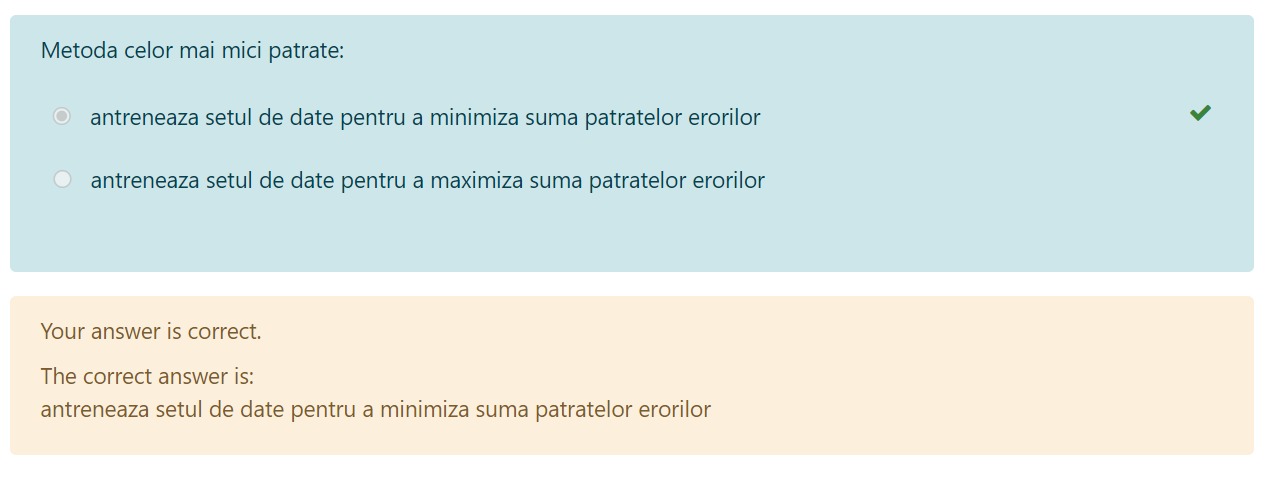 Metoda celor mai mici patrate:
antreneaza setul de date pentru a minimiza suma patratelor erorilor
antreneaza setul de date pentru a maximiza suma patratelor erorilor
Your answer is correct.
The correct answer is:
antreneaza setul de date pentru a minimiza suma patratelor erorilor